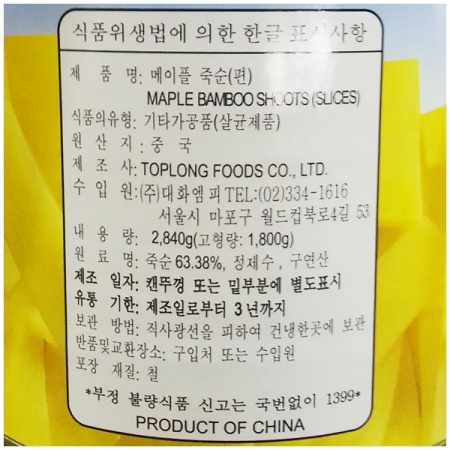 식품위생법에 의한 한글 표시사항
제 품 명: 메이플 죽순(편)
MAPLE BAMBOO SHOOTS (SLICES)
식품의유형: 기타가공품(살균제품)
원 산 지: 중 국
제 조 사: TOPLONG FOODS CO., LTD.
수 입 원: (주)대화엠피 TEL:(02)334-1616
서울시 마포구 월드컵북로4길 53
내 용 량: 2,840g(고형량: 1,800g)
원 료 명: 죽순 63.38%, 정제수, 구연산
제조 일자: 캔뚜껑 또는 밑부분에 별도표시
유통 기한: 제조일로부터 3년까지
보관 방법: 직사광선을 피하여 건냉한곳에 보관
반품및교환장소: 구입처 또는 수입원
포장 재질: 철
*부정 불량식품 신고는 국번없이 1399*
PRODUCT OF CHINA